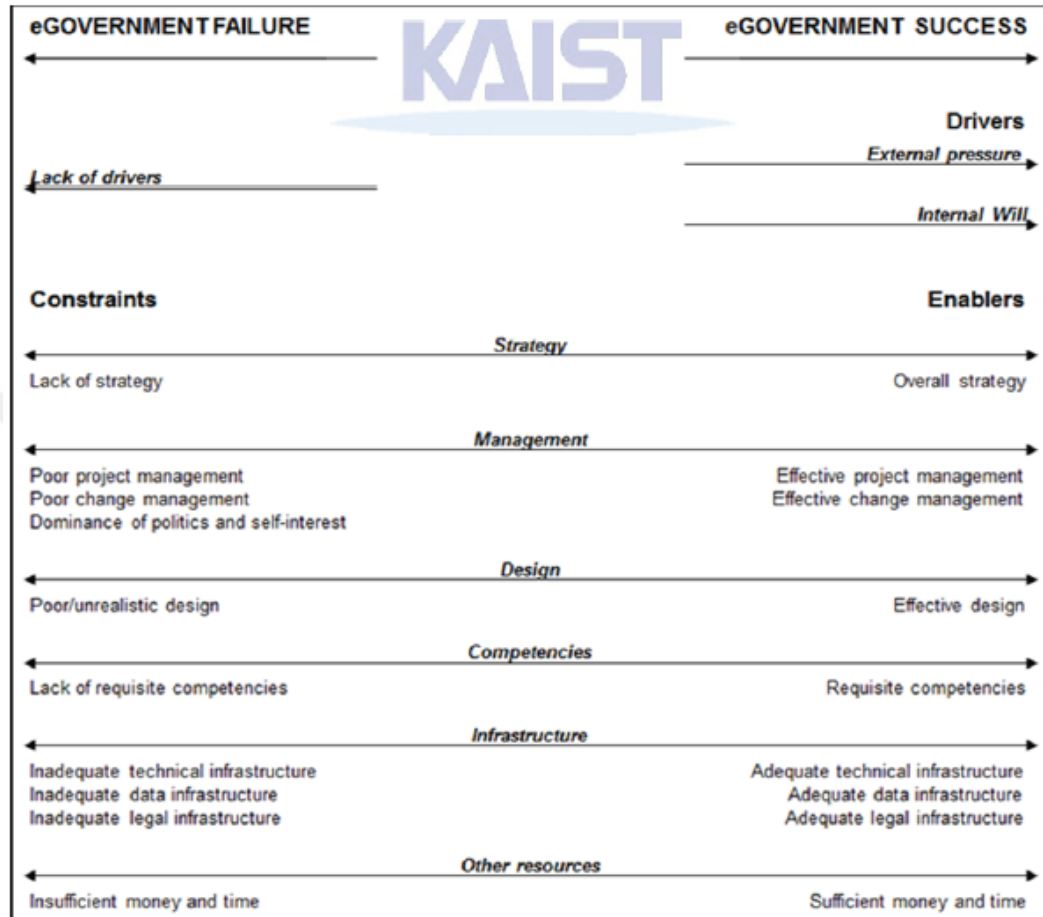 eGOVERNMENT FAILURE
eGOVERNMENT SUCCESS
KAIST
Drivers
External pressure
Lack of drivers
Internal Will
Constraints
Enablers
Strategy
Lack of strategy
Overall strategy
Management
Poor project management
Effective project management
Poor change management
Effective change management
Dominance of politics and self-interest
Design
Poor/unrealistic design
Effective design
Competencies
Lack of requisite competencies
Requisite competencies
Infrastructure
Inadequate technical infrastructure
Adequate technical infrastructure
Inadequate data infrastructure
Adequate data infrastructure
Inadequate legal infrastructure
Adequate legal infrastructure
Other resources
Insufficient money and time
Sufficient money and time